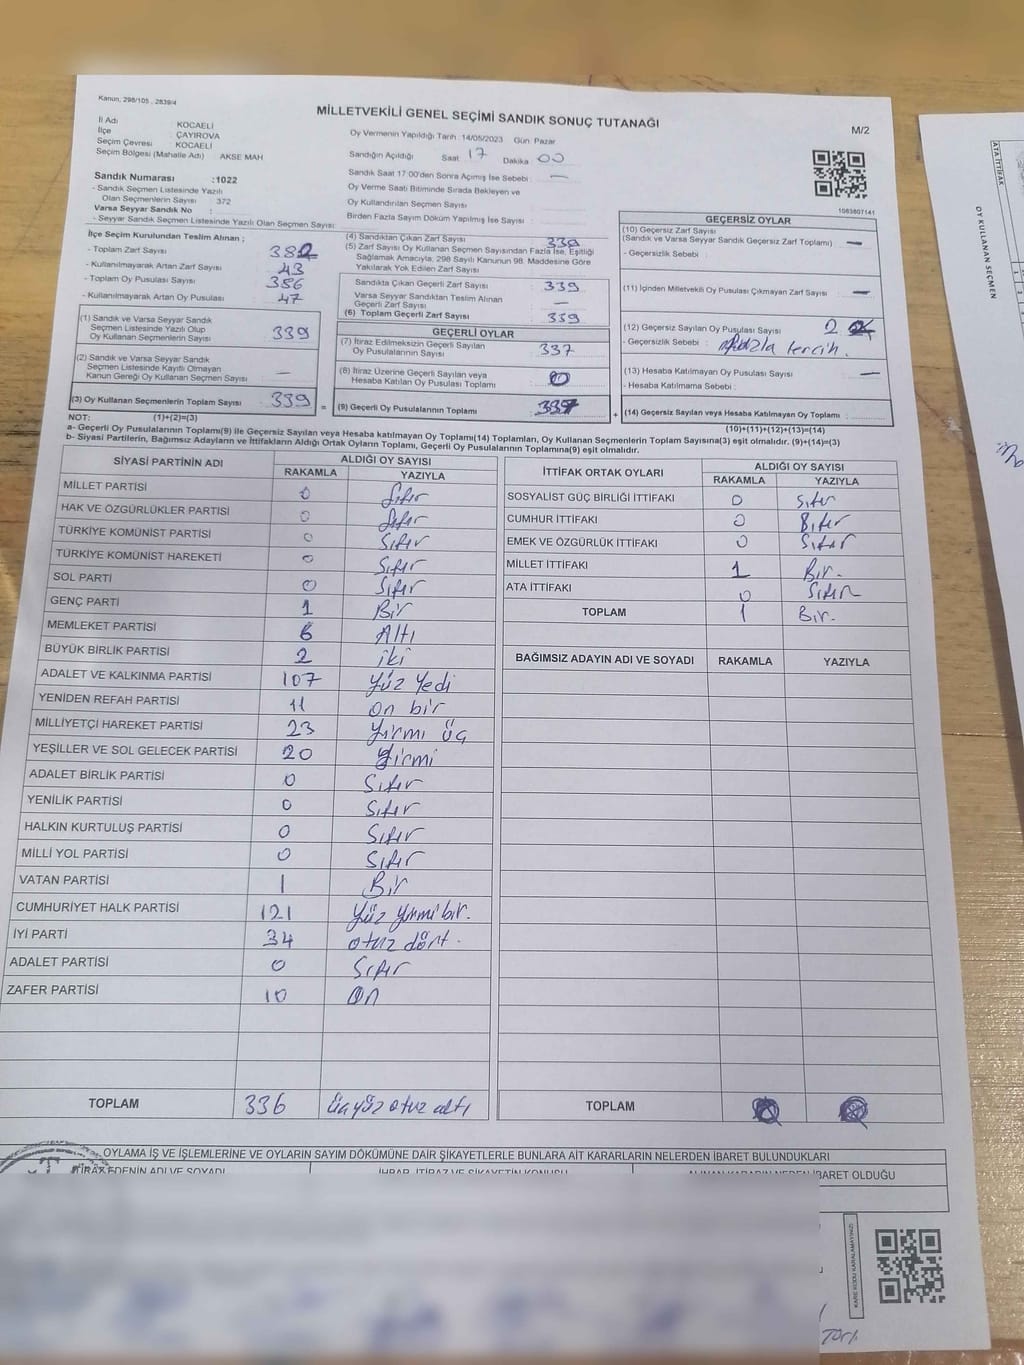 Kanun, 298/105 , 2839/4
MİLLETVEKİLİ GENEL SEÇİMİ SANDIK SONUÇ TUTANAĞI
M/2
İl Adı KOCAELİ
İlçe : ÇAYIROVA
Seçim Çevresi KOCAELİ
Seçim Bölgesi (Mahalle Adı) AKSE MAH
Sandık Numarası :1022
- Sandık Seçmen Listesinde Yazılı
Olan Seçmenlerin Sayısı : 372
Varsa Seyyar Sandık No :
- Seyyar Sandık Seçmen Listesinde Yazılı Olan Seçmen Sayısı :
Oy Vermenin Yapıldığı Tarih 14/05/2023 Gün Pazar
Sandığın Açıldığı Saat 17 Dakika 00
Sandık Saat 17:00'den Sonra Açılmış İse Sebebi : —
Oy Verme Saati Bitiminde Sırada Bekleyen ve
Oy Kullandırılan Seçmen Sayısı :
Birden Fazla Sayım Döküm Yapılmış İse Sayısı :
1083807141
İlçe Seçim Kurulundan Teslim Alınan ;
- Toplam Zarf Sayısı : 382
- Kullanılmayarak Artan Zarf Sayısı : 43
- Toplam Oy Pusulası Sayısı : 386
- Kullanılmayarak Artan Oy Pusulası : 47
(1) Sandık ve Varsa Seyyar Sandık
Seçmen Listesinde Yazılı Olup
Oy Kullanan Seçmenlerin Sayısı : 339
(2) Sandık ve Varsa Seyyar Sandık
Seçmen Listesinde Kayıtlı Olmayan
Kanun Gereği Oy Kullanan Seçmen Sayısı : —
(3) Oy Kullanan Seçmenlerin Toplam Sayısı : 339 =
(4) Sandıktan Çıkan Zarf Sayısı : 339
(5) Zarf Sayısı Oy Kullanan Seçmen Sayısından Fazla İse, Eşitliği
Sağlamak Amacıyla, 298 Sayılı Kanunun 98. Maddesine Göre
Yakılarak Yok Edilen Zarf Sayısı :
Sandıkta Çıkan Geçerli Zarf Sayısı : 339
Varsa Seyyar Sandıktan Teslim Alınan
Geçerli Zarf Sayısı : —
(6) Toplam Geçerli Zarf Sayısı : 339
GEÇERLİ OYLAR
(7) İtiraz Edilmeksizin Geçerli Sayılan
Oy Pusulalarının Sayısı : 337
(8) İtiraz Üzerine Geçerli Sayılan veya
Hesaba Katılan Oy Pusulası Toplamı : 0
(9) Geçerli Oy Pusulalarının Toplamı : 337 +
GEÇERSİZ OYLAR
(10) Geçersiz Zarf Sayısı
(Sandık ve Varsa Seyyar Sandık Geçersiz Zarf Toplamı) : —
- Geçersizlik Sebebi :
(11) İçinden Milletvekili Oy Pusulası Çıkmayan Zarf Sayısı : —
(12) Geçersiz Sayılan Oy Pusulası Sayısı : 2
- Geçersizlik Sebebi : Fazla tercih.
(13) Hesaba Katılmayan Oy Pusulası Sayısı : —
- Hesaba Katılmama Sebebi :
(14) Geçersiz Sayılan veya Hesaba Katılmayan Oy Toplamı :
NOT: (1)+(2)=(3)
(10)+(11)+(12)+(13)=(14)
a- Geçerli Oy Pusulalarının Toplamı(9) ile Geçersiz Sayılan veya Hesaba katılmayan Oy Toplamı(14) Toplamları, Oy Kullanan Seçmenlerin Toplam Sayısına(3) eşit olmalıdır. (9)+(14)=(3)
b- Siyasi Partilerin, Bağımsız Adayların ve İttifakların Aldığı Ortak Oyların Toplamı, Geçerli Oy Pusulalarının Toplamına(9) eşit olmalıdır.
SİYASİ PARTİNİN ADI
ALDIĞI OY SAYISI
RAKAMLA YAZIYLA
MİLLET PARTİSİ 0 Sıfır
HAK VE ÖZGÜRLÜKLER PARTİSİ 0 Sıfır
TÜRKİYE KOMÜNİST PARTİSİ 0 Sıfır
TÜRKİYE KOMÜNİST HAREKETİ 0 Sıfır
SOL PARTİ 0 Sıfır
GENÇ PARTİ 1 Bir
MEMLEKET PARTİSİ 6 Altı
BÜYÜK BİRLİK PARTİSİ 2 iki
ADALET VE KALKINMA PARTİSİ 107 Yüz Yedi
YENİDEN REFAH PARTİSİ 11 On bir
MİLLİYETÇİ HAREKET PARTİSİ 23 Yirmi üç
YEŞİLLER VE SOL GELECEK PARTİSİ 20 Yirmi
ADALET BİRLİK PARTİSİ 0 Sıfır
YENİLİK PARTİSİ 0 Sıfır
HALKIN KURTULUŞ PARTİSİ 0 Sıfır
MİLLİ YOL PARTİSİ 0 Sıfır
VATAN PARTİSİ 1 Bir
CUMHURİYET HALK PARTİSİ 121 Yüz yirmi bir.
İYİ PARTİ 34 otuz dört.
ADALET PARTİSİ 0 Sıfır
ZAFER PARTİSİ 10 On
TOPLAM 336 üçyüz otuz altı
İTTİFAK ORTAK OYLARI
ALDIĞI OY SAYISI
RAKAMLA YAZIYLA
SOSYALİST GÜÇ BİRLİĞİ İTTİFAKI 0 Sıfır
CUMHUR İTTİFAKI 0 Sıfır
EMEK VE ÖZGÜRLÜK İTTİFAKI 0 Sıfır
MİLLET İTTİFAKI 1 Bir.
ATA İTTİFAKI 0 Sıfır
TOPLAM 1 Bir.
BAĞIMSIZ ADAYIN ADI VE SOYADI RAKAMLA YAZIYLA
TOPLAM
OYLAMA İŞ VE İŞLEMLERİNE VE OYLARIN SAYIM DÖKÜMÜNE DAİR ŞİKAYETLERLE BUNLARA AİT KARARLARIN NELERDEN İBARET BULUNDUKLARI
İTİRAZ EDENİN ADI VE SOYADI
İHBAR, İTİRAZ VE ŞİKAYETİN KONUSU
ALINAN KARARIN NEDEN İBARET OLDUĞU
KARE KODU KARALAMAYINIZ!
ATA İTTİFAK
OY KULLANAN SEÇMEN